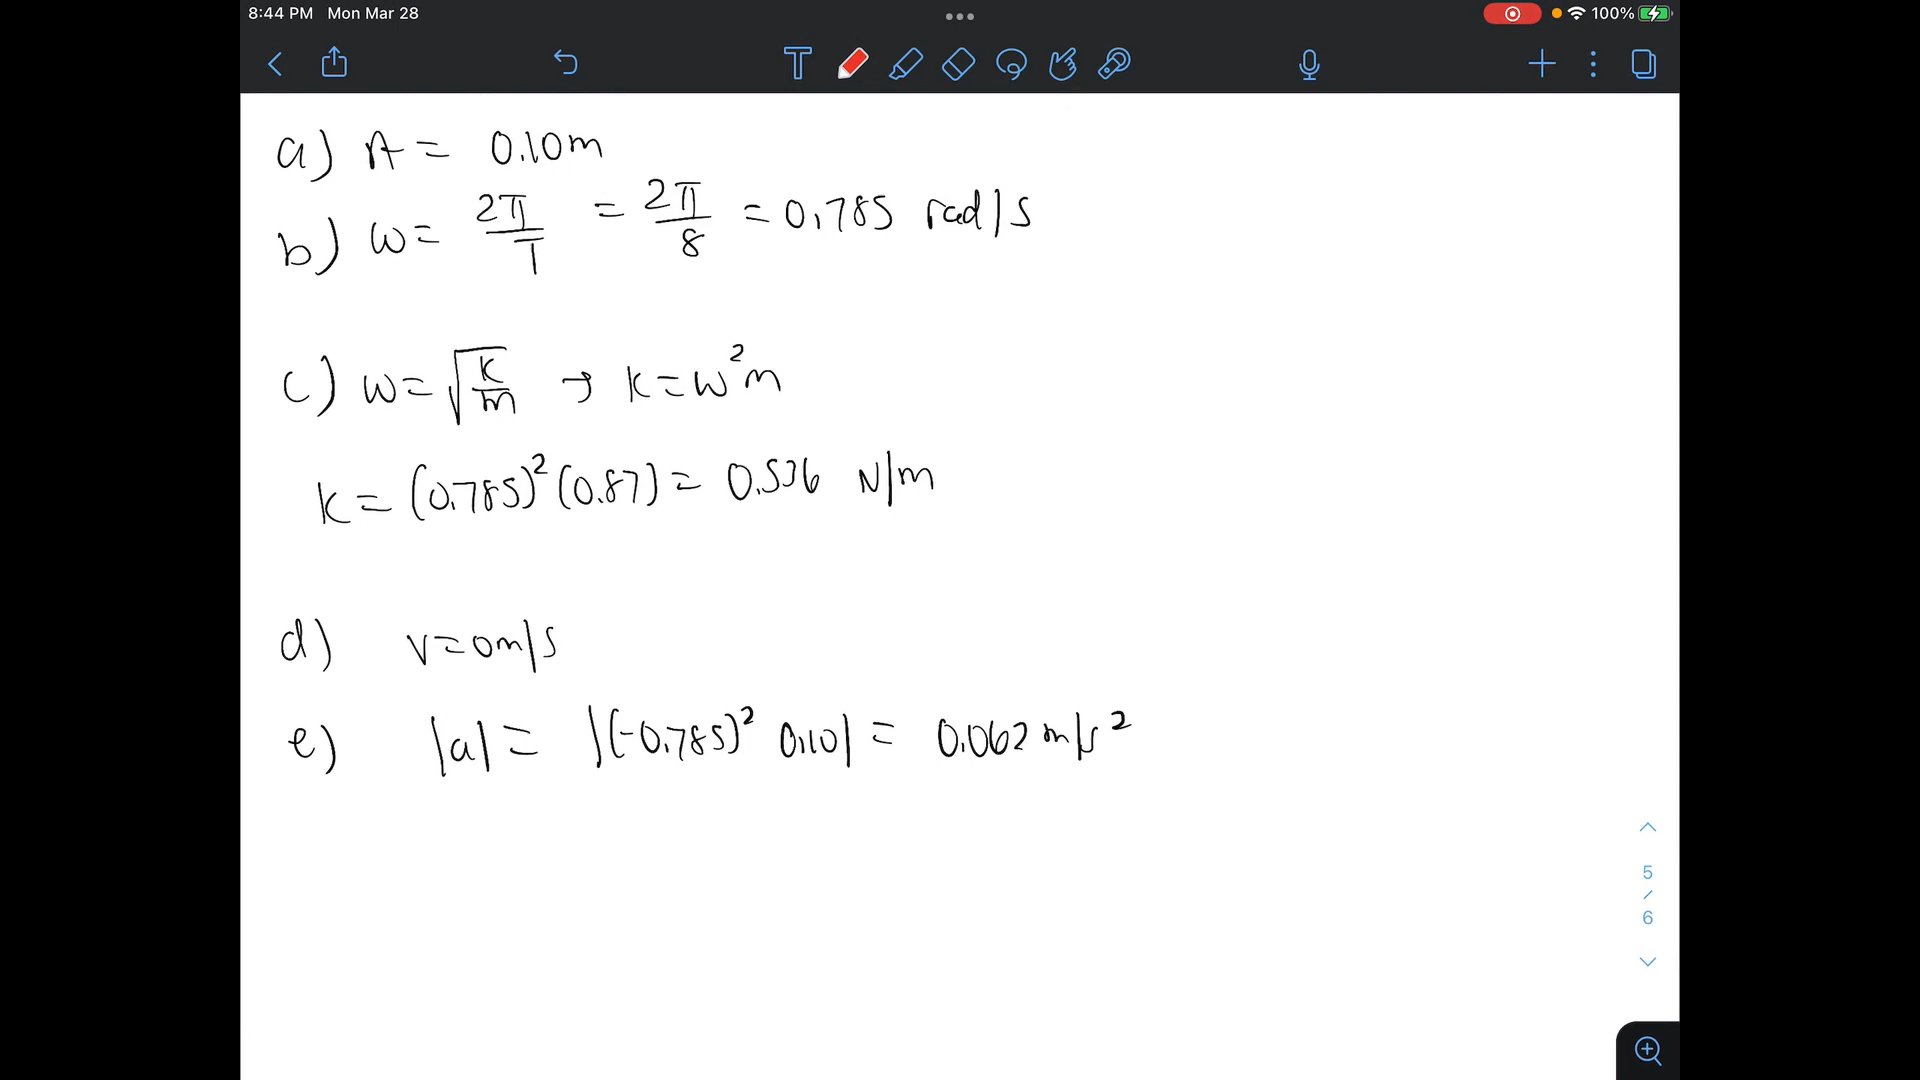 8:44 PM Mon Mar 28
100%
T
a) A = 0.10m
b) ω = 2π/T = 2π/8 = 0.785 rad/s
c) ω = √(k/m) → k = ω²m
k = (0.785)² (0.87) = 0.536 N/m
d) v = 0m/s
e) |a| = |(-0.785)² 0.10| = 0.062 m/s²
5
/
6